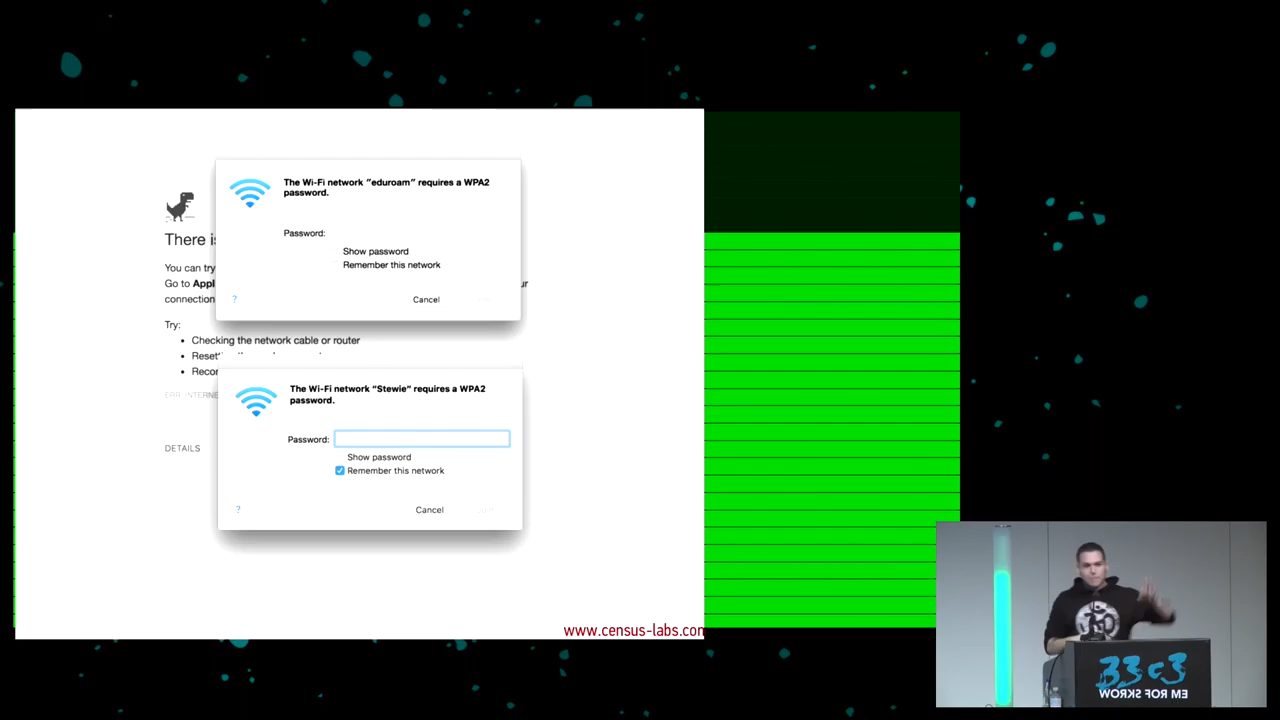 The Wi-Fi network “eduroam” requires a WPA2
password.
Password:
Show password
Remember this network
?
Cancel
There is
You can try
Go to Appl
ur
connection
Try:
Checking the network cable or router
Reset
Recon
ERR_INTERNE
DETAILS
The Wi-Fi network “Stewie” requires a WPA2
password.
Password:
Show password
Remember this network
?
Cancel
Join
www.census-labs.com
33c3
WORKS FOR ME